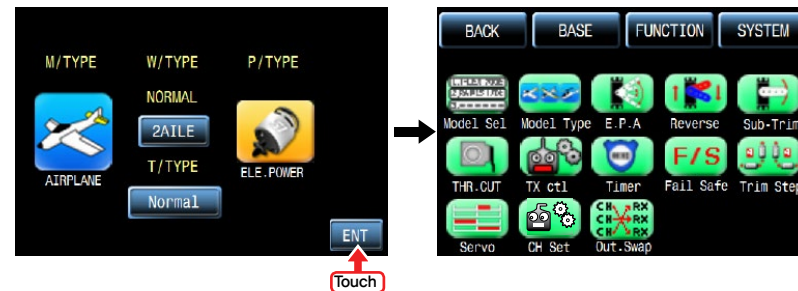 M/TYPE W/TYPE P/TYPE
NORMAL
2AILE
T/TYPE
AIRPLANE
ELE.POWER
Normal
ENT
Touch
BACK BASE FUNCTION SYSTEM
Model Sel Model Type E.P.A Reverse Sub-Trim
F/S
THR.CUT TX ctl Timer Fail Safe Trim Step
CH RX
CH RX
CH RX
Servo CH Set Out.Swap